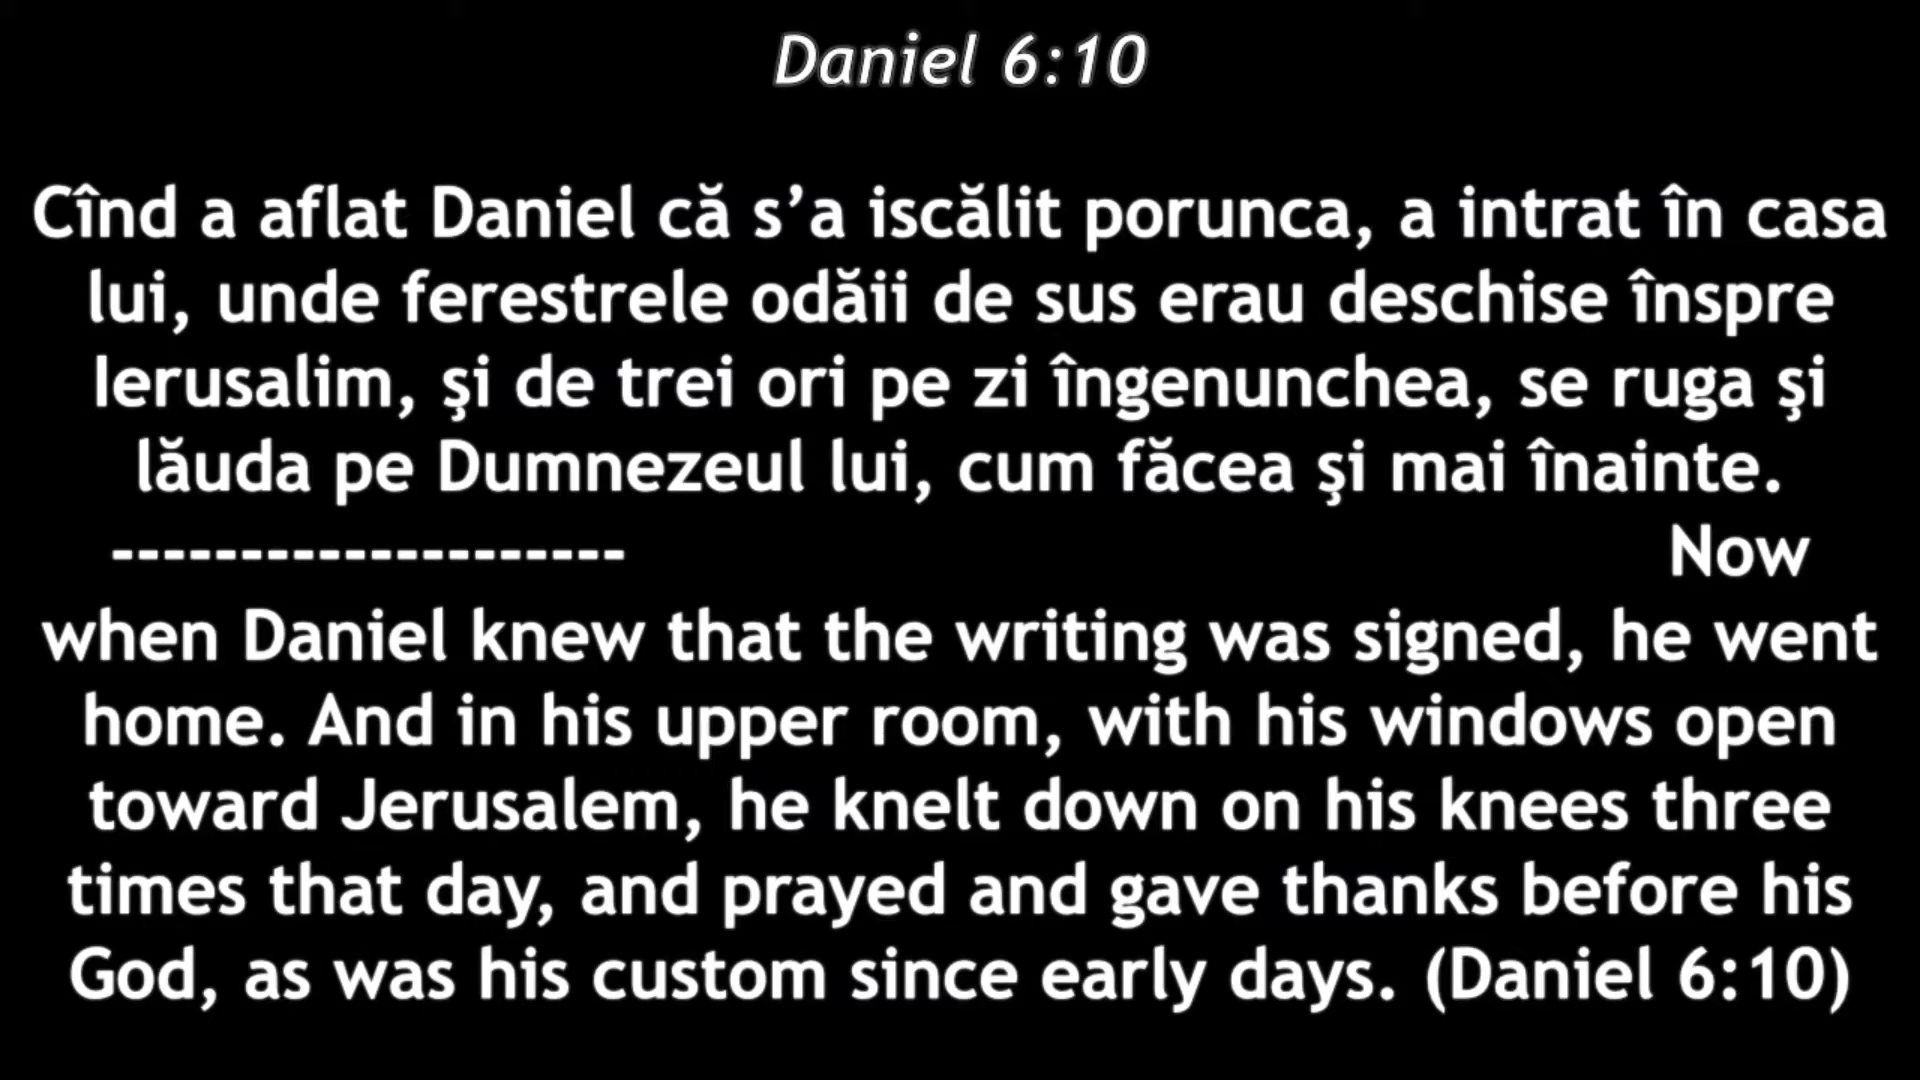 Daniel 6:10
Cînd a aflat Daniel că s’a iscălit porunca, a intrat în casa
lui, unde ferestrele odăii de sus erau deschise înspre
Ierusalim, şi de trei ori pe zi îngenunchea, se ruga şi
lăuda pe Dumnezeul lui, cum făcea şi mai înainte.
-------------------- Now
when Daniel knew that the writing was signed, he went
home. And in his upper room, with his windows open
toward Jerusalem, he knelt down on his knees three
times that day, and prayed and gave thanks before his
God, as was his custom since early days. (Daniel 6:10)